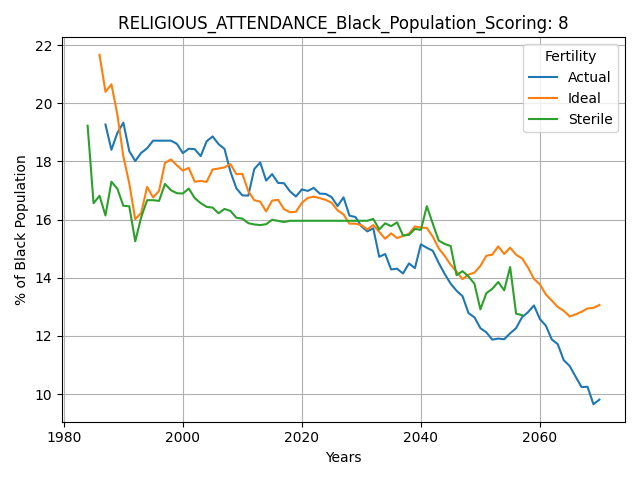 RELIGIOUS_ATTENDANCE_Black_Population_Scoring: 8
Fertility
Actual
Ideal
Sterile
% of Black Population
22
20
18
16
14
12
10
1980
2000
2020
2040
2060
Years